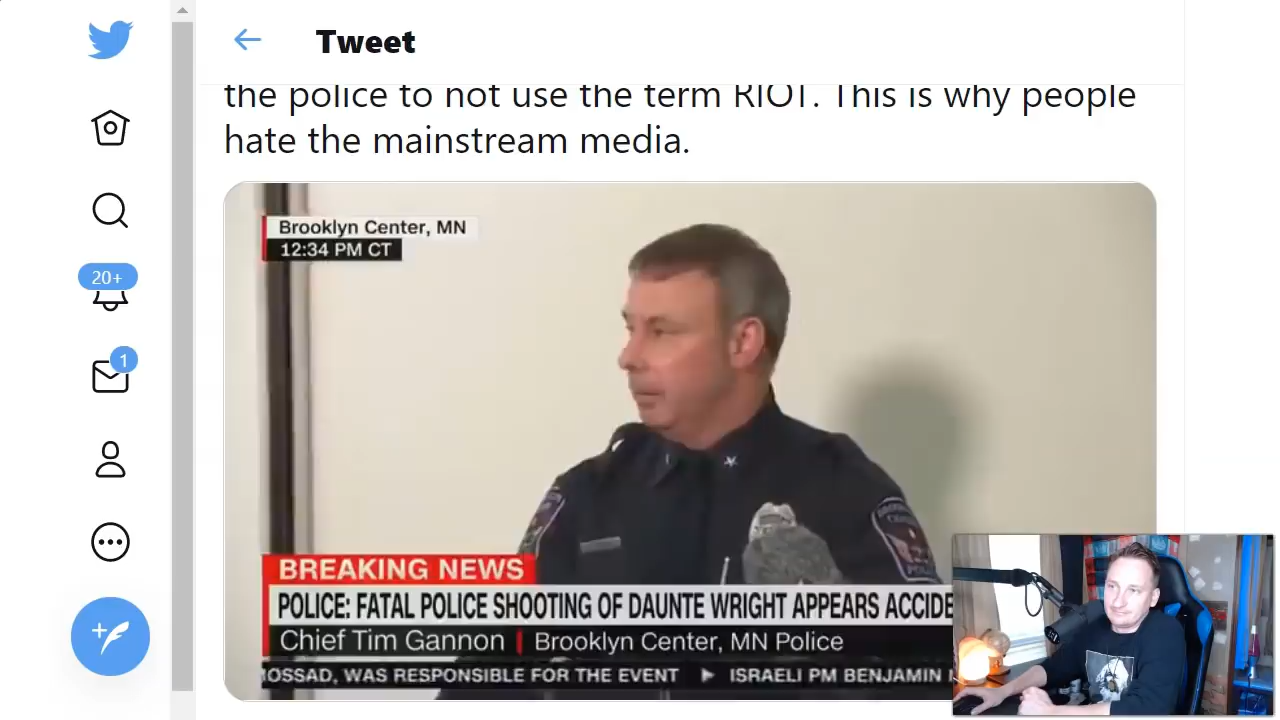 Tweet
the police to not use the term RIOT. This is why people
hate the mainstream media.
Brooklyn Center, MN
12:34 PM CT
20+
1
BREAKING NEWS
POLICE: FATAL POLICE SHOOTING OF DAUNTE WRIGHT APPEARS
Chief Tim Gannon | Brooklyn Center, MN Police
WAS RESPONSIBLE FOR THE EVENT ▶ ISRAELI PM BENJAMIN